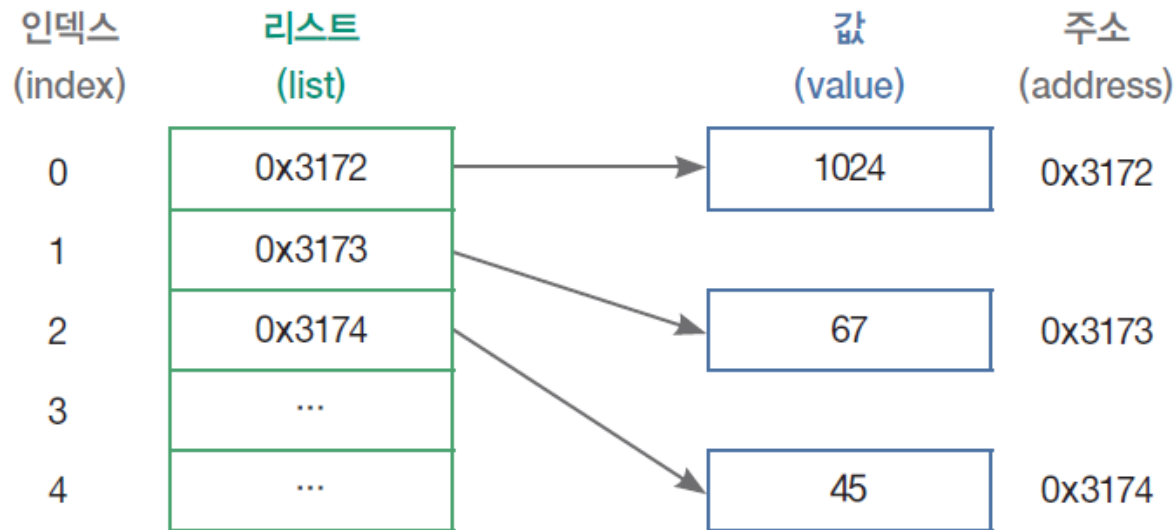 인덱스 리스트 값 주소
(index) (list) (value) (address)
0 0x3172 1024 0x3172
1 0x3173
2 0x3174 67 0x3173
3 ...
4 ... 45 0x3174